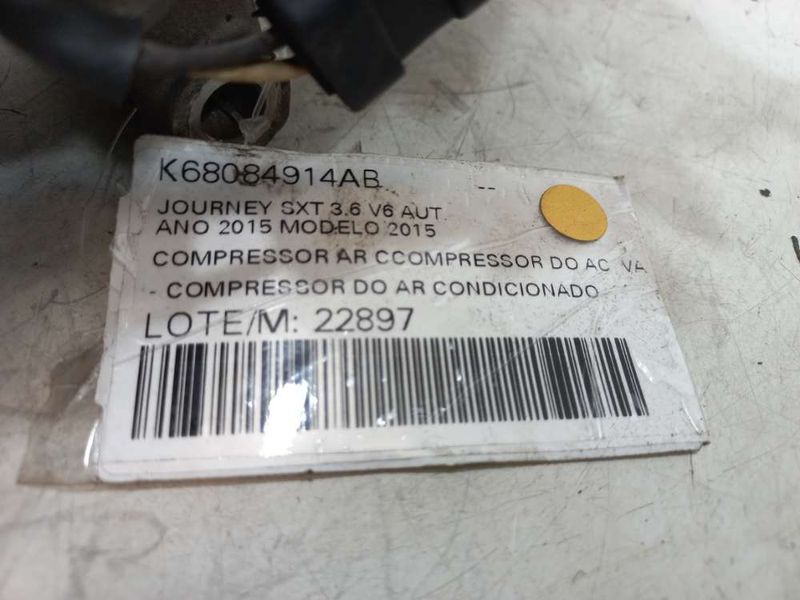 K68084914AB --
JOURNEY SXT 3.6 V6 AUT.
ANO 2015 MODELO 2015
COMPRESSOR AR CCOMPRESSOR DO AC VA
- COMPRESSOR DO AR CONDICIONADO
LOTE/M: 22897